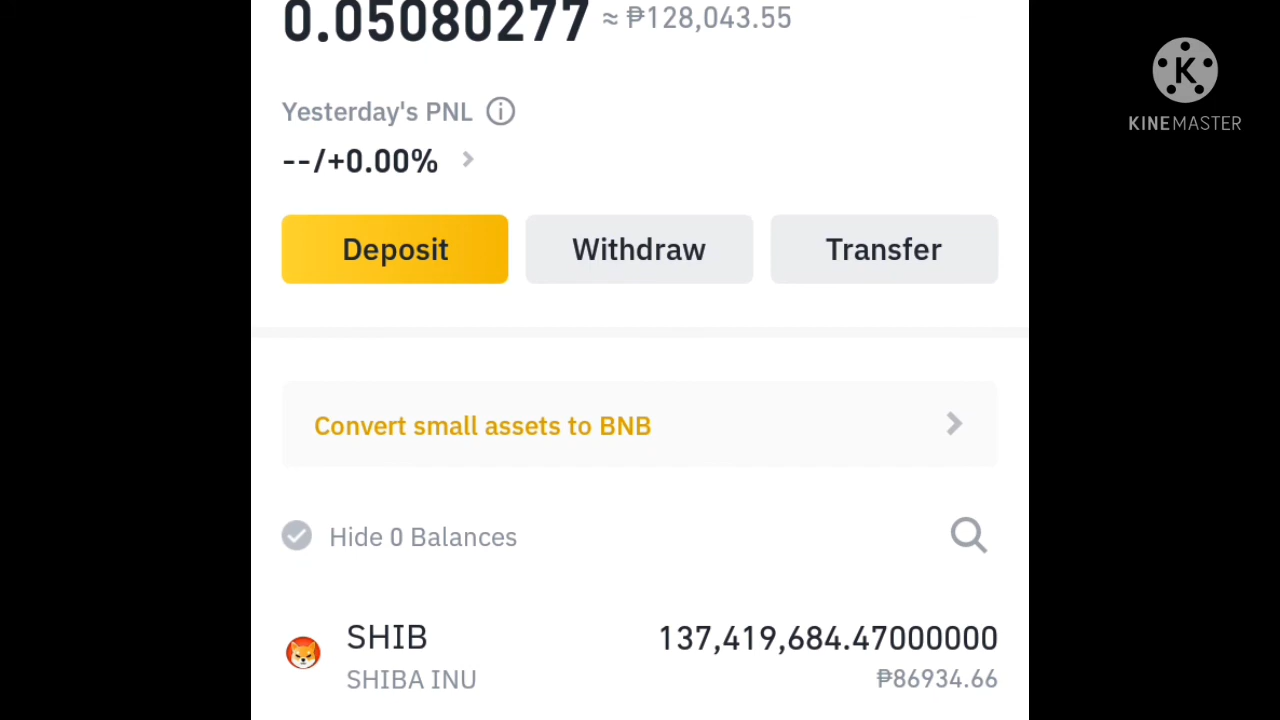 0.05080277 ≈ ₱128,043.55
KINEMASTER
Yesterday's PNL
--/+0.00%
Deposit Withdraw Transfer
Convert small assets to BNB
Hide 0 Balances
SHIB 137,419,684.47000000
SHIBA INU ₱86934.66